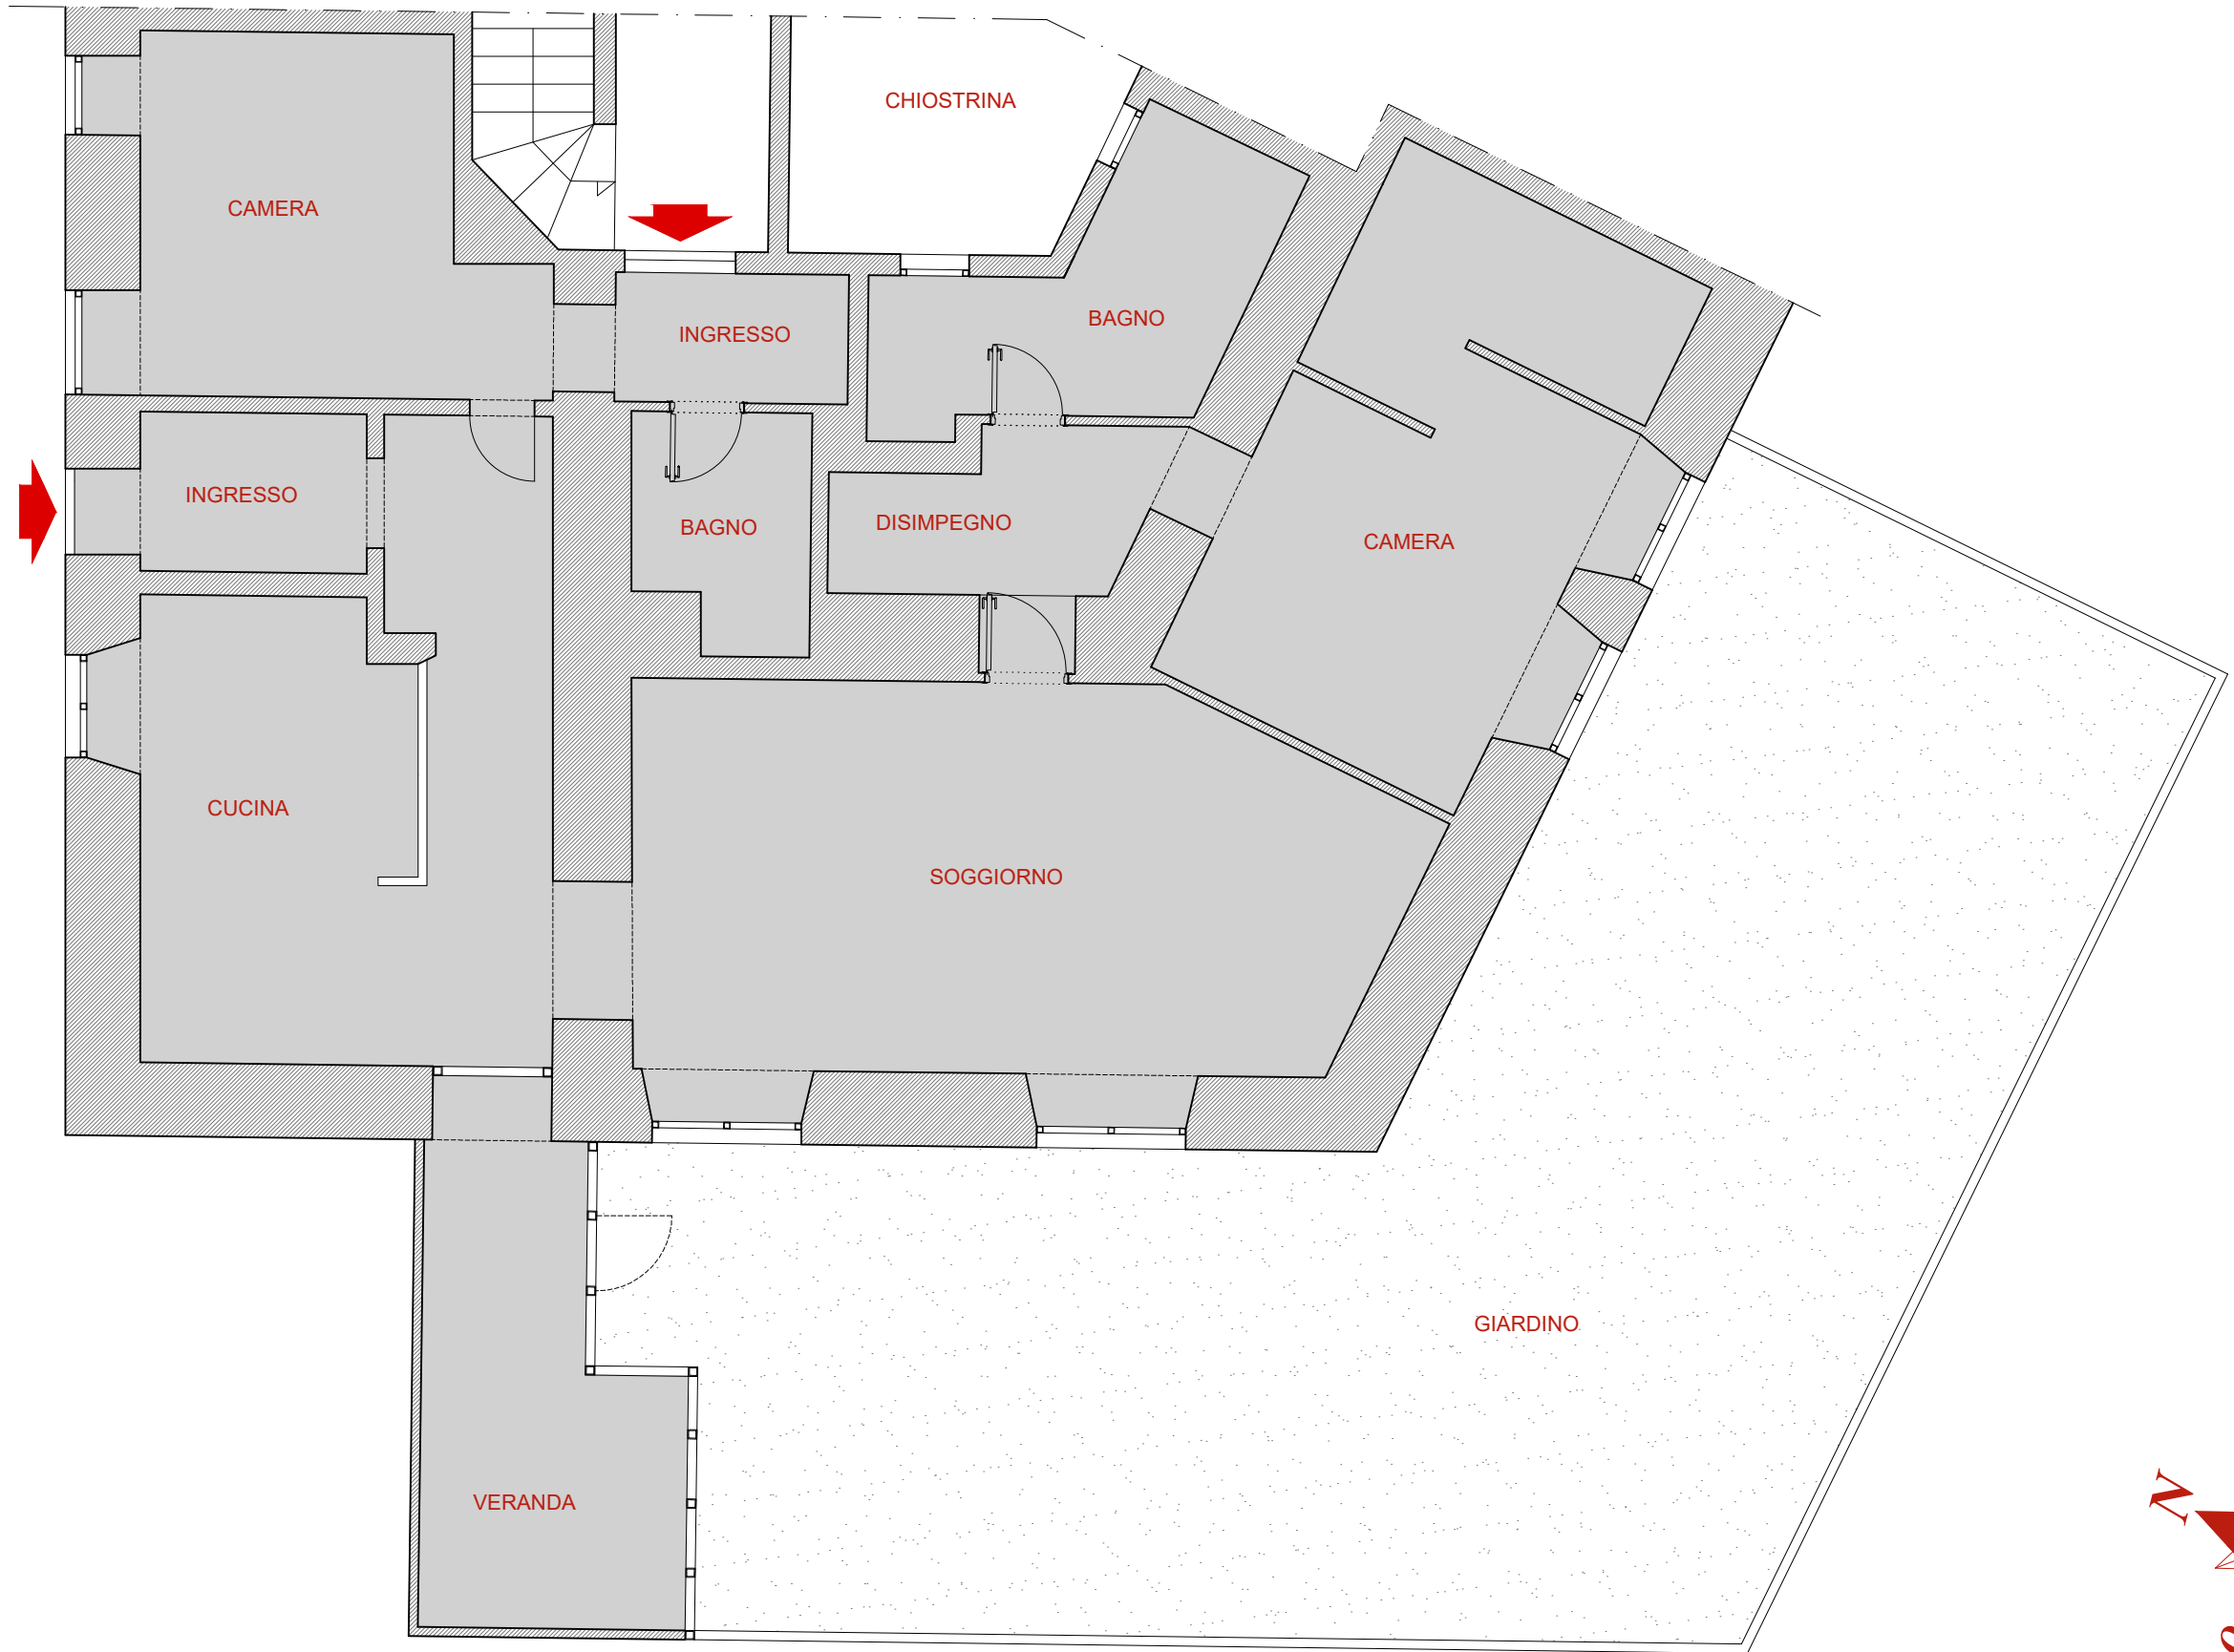 CHIOSTRINA
CAMERA
BAGNO
INGRESSO
INGRESSO
BAGNO
DISIMPEGNO
CAMERA
CUCINA
SOGGIORNO
GIARDINO
VERANDA
N